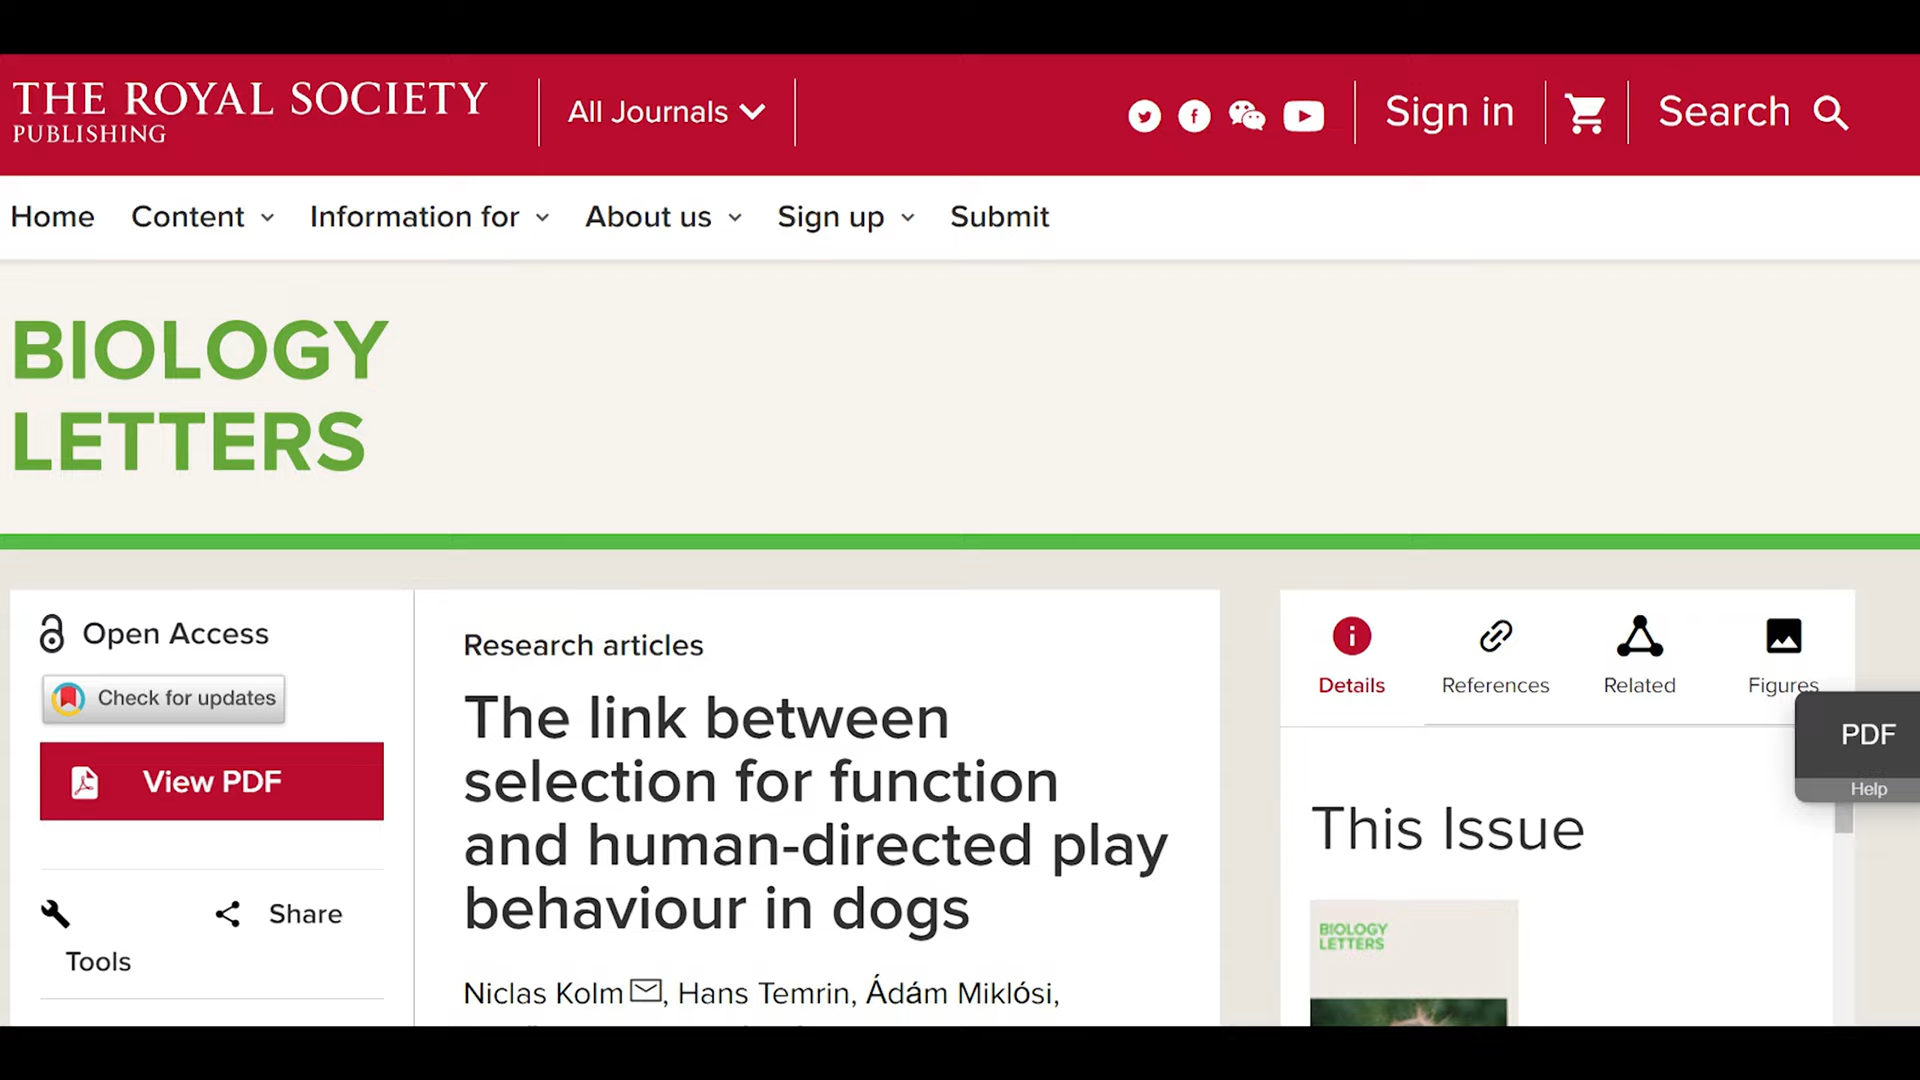 THE ROYAL SOCIETY
PUBLISHING
All Journals
Sign in
Search
Home
Content
Information for
About us
Sign up
Submit
BIOLOGY
LETTERS
Open Access
Check for updates
View PDF
Tools
Share
Research articles
The link between
selection for function
and human-directed play
behaviour in dogs
Niclas Kolm, Hans Temrin, Ádám Miklósi,
Details
References
Related
Figures
PDF
Help
This Issue
BIOLOGY
LETTERS